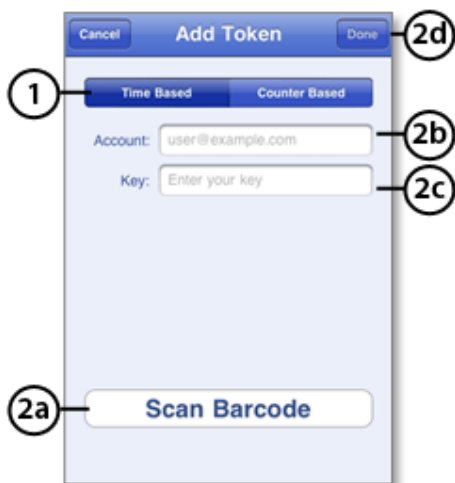 Cancel Add Token Done 2d
1 Time Based Counter Based
Account: user@example.com 2b
Key: Enter your key 2c
2a Scan Barcode